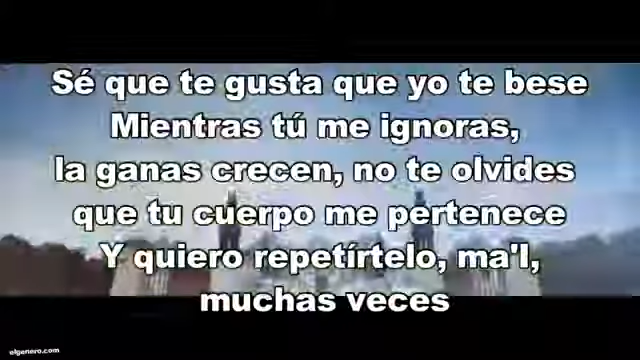 Sé que te gusta que yo te bese
Mientras tú me ignoras,
la ganas crecen, no te olvides
que tu cuerpo me pertenece
Y quiero repetírtelo, ma'I,
muchas veces
elgenero.com